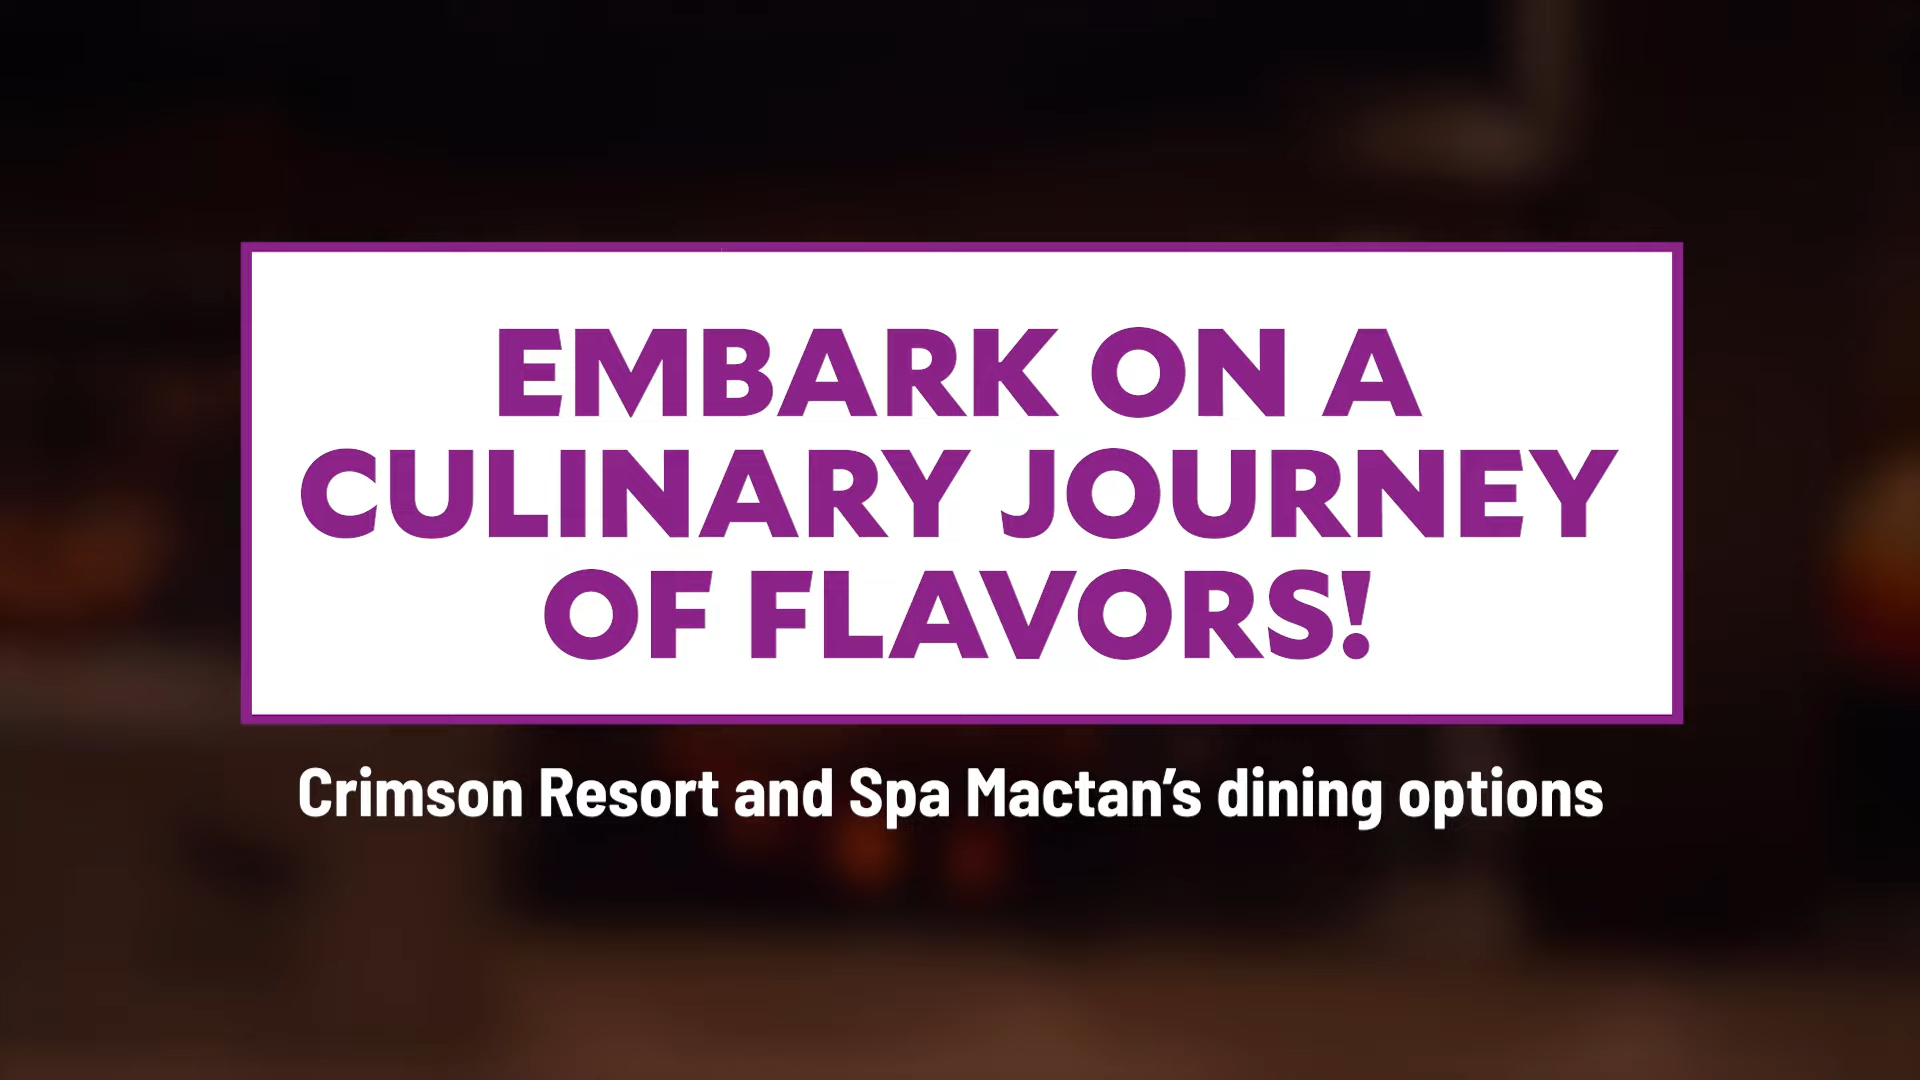 EMBARK ON A
CULINARY JOURNEY
OF FLAVORS!
Crimson Resort and Spa Mactan’s dining options